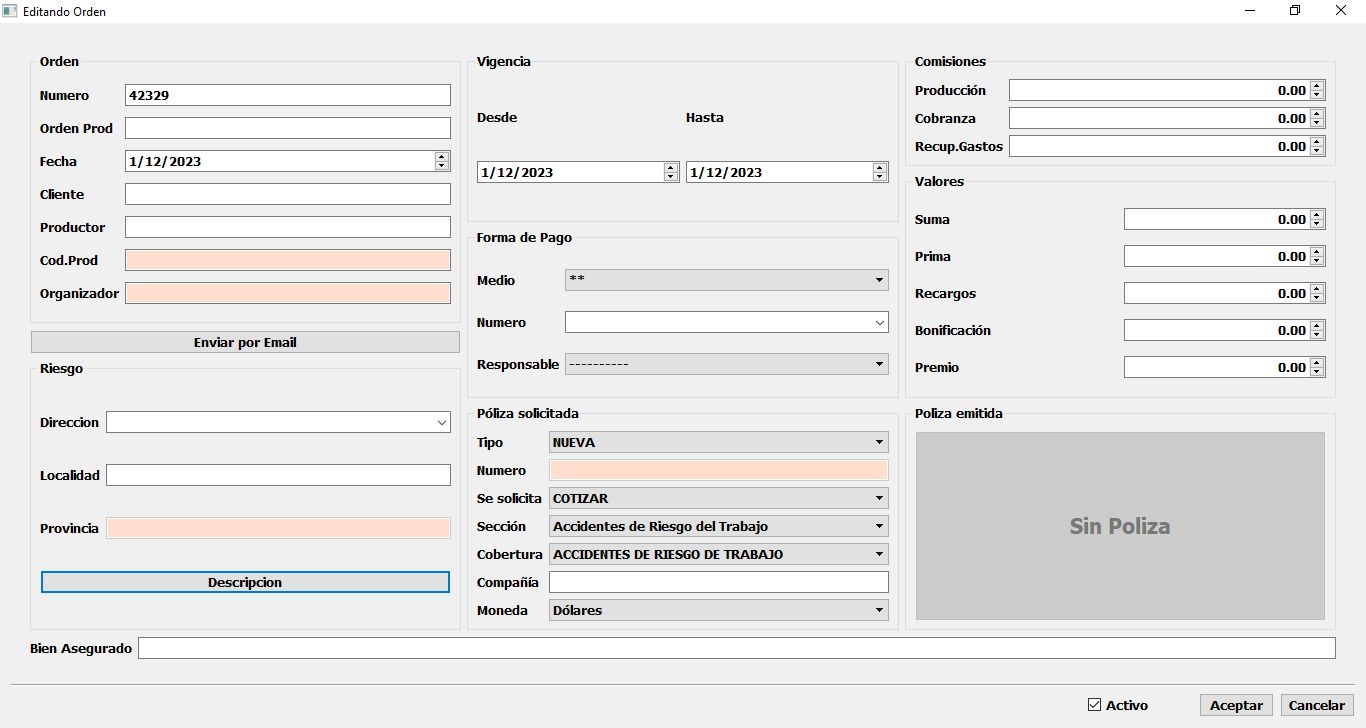 Editando Orden
Orden
Numero 42329
Orden Prod
Fecha 1/12/2023
Cliente
Productor
Cod.Prod
Organizador
Enviar por Email
Riesgo
Direccion
Localidad
Provincia
Descripcion
Vigencia
Desde Hasta
1/12/2023 1/12/2023
Forma de Pago
Medio **
Numero
Responsable ----------
Póliza solicitada
Tipo NUEVA
Numero
Se solicita COTIZAR
Sección Accidentes de Riesgo del Trabajo
Cobertura ACCIDENTES DE RIESGO DE TRABAJO
Compañía
Moneda Dólares
Comisiones
Producción 0.00
Cobranza 0.00
Recup.Gastos 0.00
Valores
Suma 0.00
Prima 0.00
Recargos 0.00
Bonificación 0.00
Premio 0.00
Poliza emitida
Sin Poliza
Bien Asegurado
Activo Aceptar Cancelar